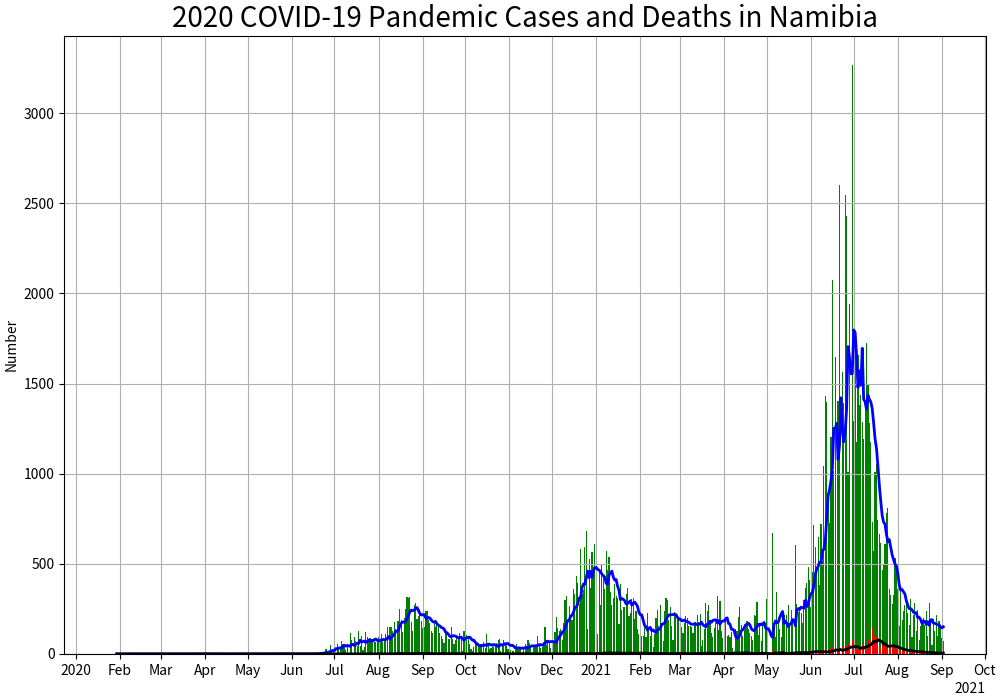 2020 COVID-19 Pandemic Cases and Deaths in Namibia
Number
3000
2500
2000
1500
1000
500
0
2020 Feb Mar Apr May Jun Jul Aug Sep Oct Nov Dec 2021 Feb Mar Apr May Jun Jul Aug Sep Oct
2021